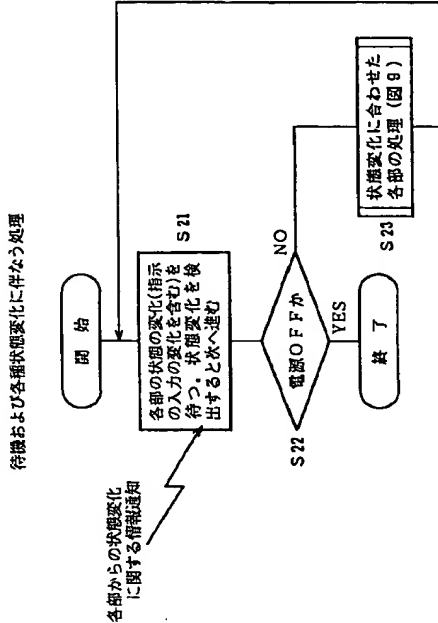 待機および各種状態変化に伴なう処理
開 始
各部からの状態変化
に関する情報通知
各部の状態の変化(指示
の入力の変化を含む)を
待つ。状態変化を検
出すると次へ進む
S 21
電源OFFか
S 22
NO
YES
状態変化に合わせた
各部の処理 (図9)
S 23
終 了